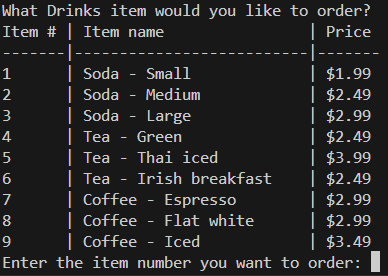 What Drinks item would you like to order?
Item # | Item name               | Price
-------|-------------------------|-------
1      | Soda - Small            | $1.99
2      | Soda - Medium           | $2.49
3      | Soda - Large            | $2.99
4      | Tea - Green             | $2.49
5      | Tea - Thai iced         | $3.99
6      | Tea - Irish breakfast   | $2.49
7      | Coffee - Espresso       | $2.99
8      | Coffee - Flat white     | $2.99
9      | Coffee - Iced           | $3.49
Enter the item number you want to order: